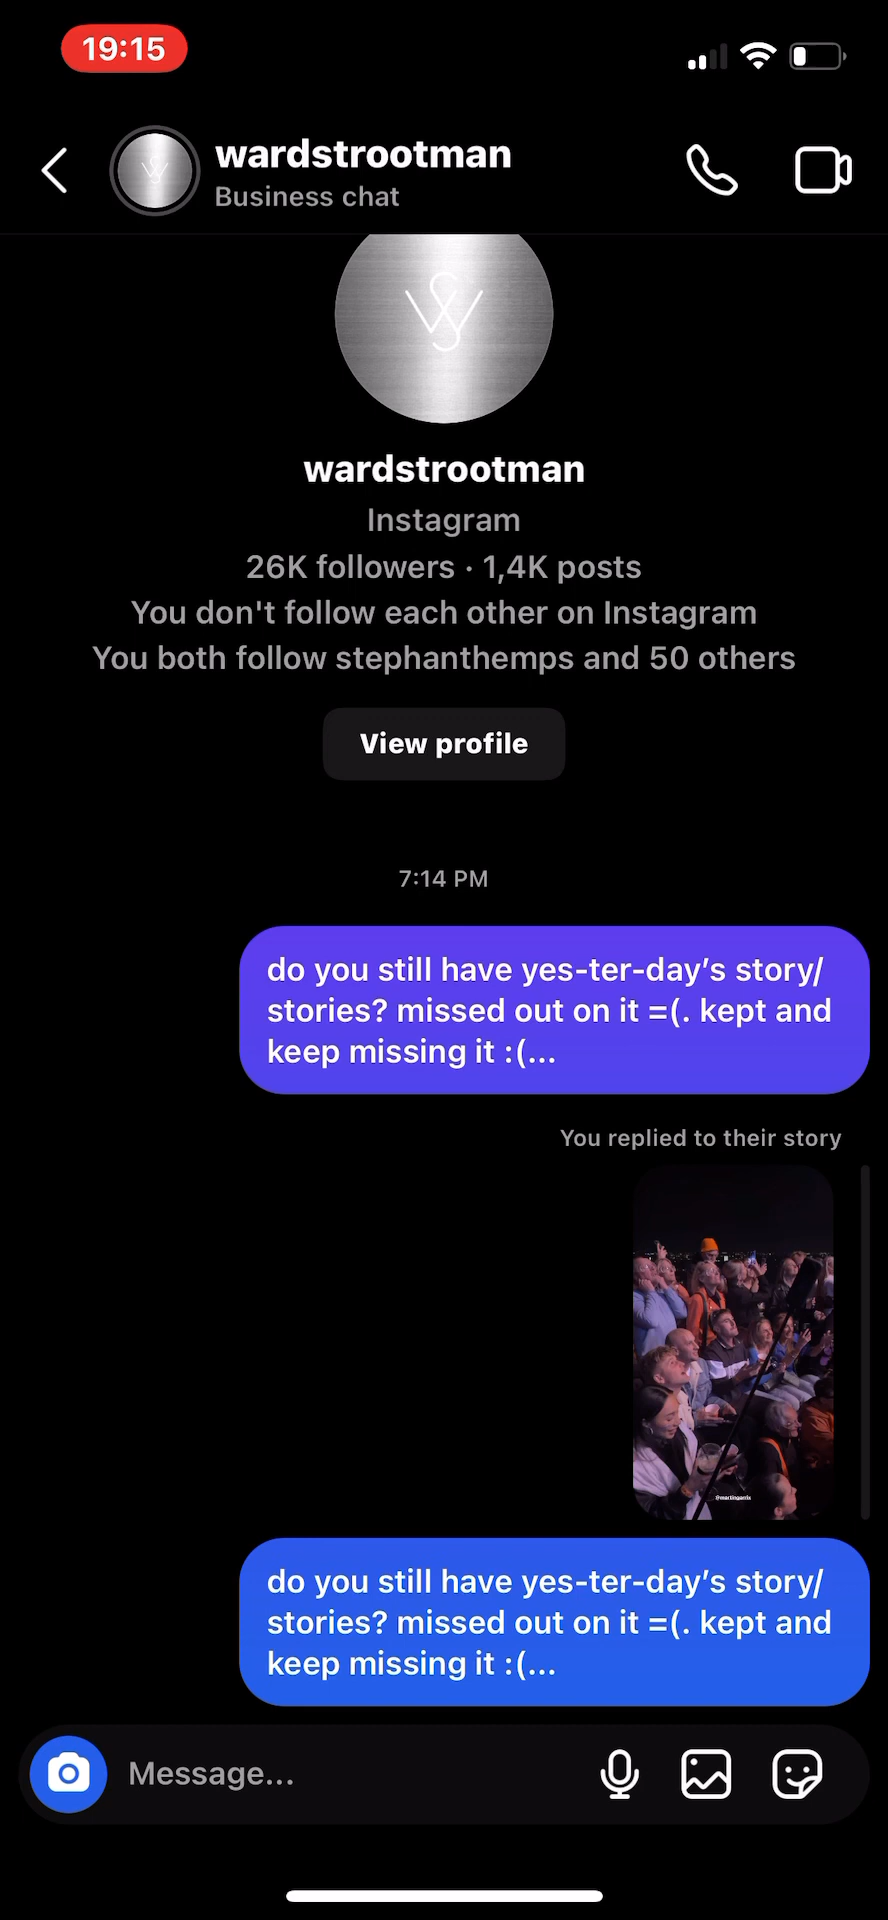 19:15
wardstrootman
Business chat
wardstrootman
Instagram
26K followers · 1,4K posts
You don't follow each other on Instagram
You both follow stephanthemps and 50 others
View profile
7:14 PM
do you still have yes-ter-day’s story/
stories? missed out on it =(. kept and
keep missing it :(...
You replied to their story
@martingarrix
do you still have yes-ter-day’s story/
stories? missed out on it =(. kept and
keep missing it :(...
Message...